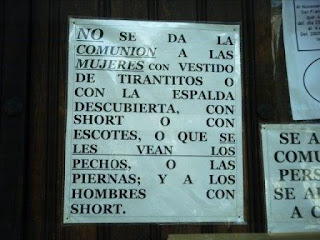 NO SE DA LA
COMUNION A LAS
MUJERES CON VESTIDO
DE TIRANTITOS O
CON LA ESPALDA
DESCUBIERTA, CON
SHORT O CON
ESCOTES, O QUE SE
LES VEAN LOS
PECHOS, O LAS
PIERNAS; Y A LOS
HOMBRES CON
SHORT.
SE A
COMU
PERS
SE A
A C